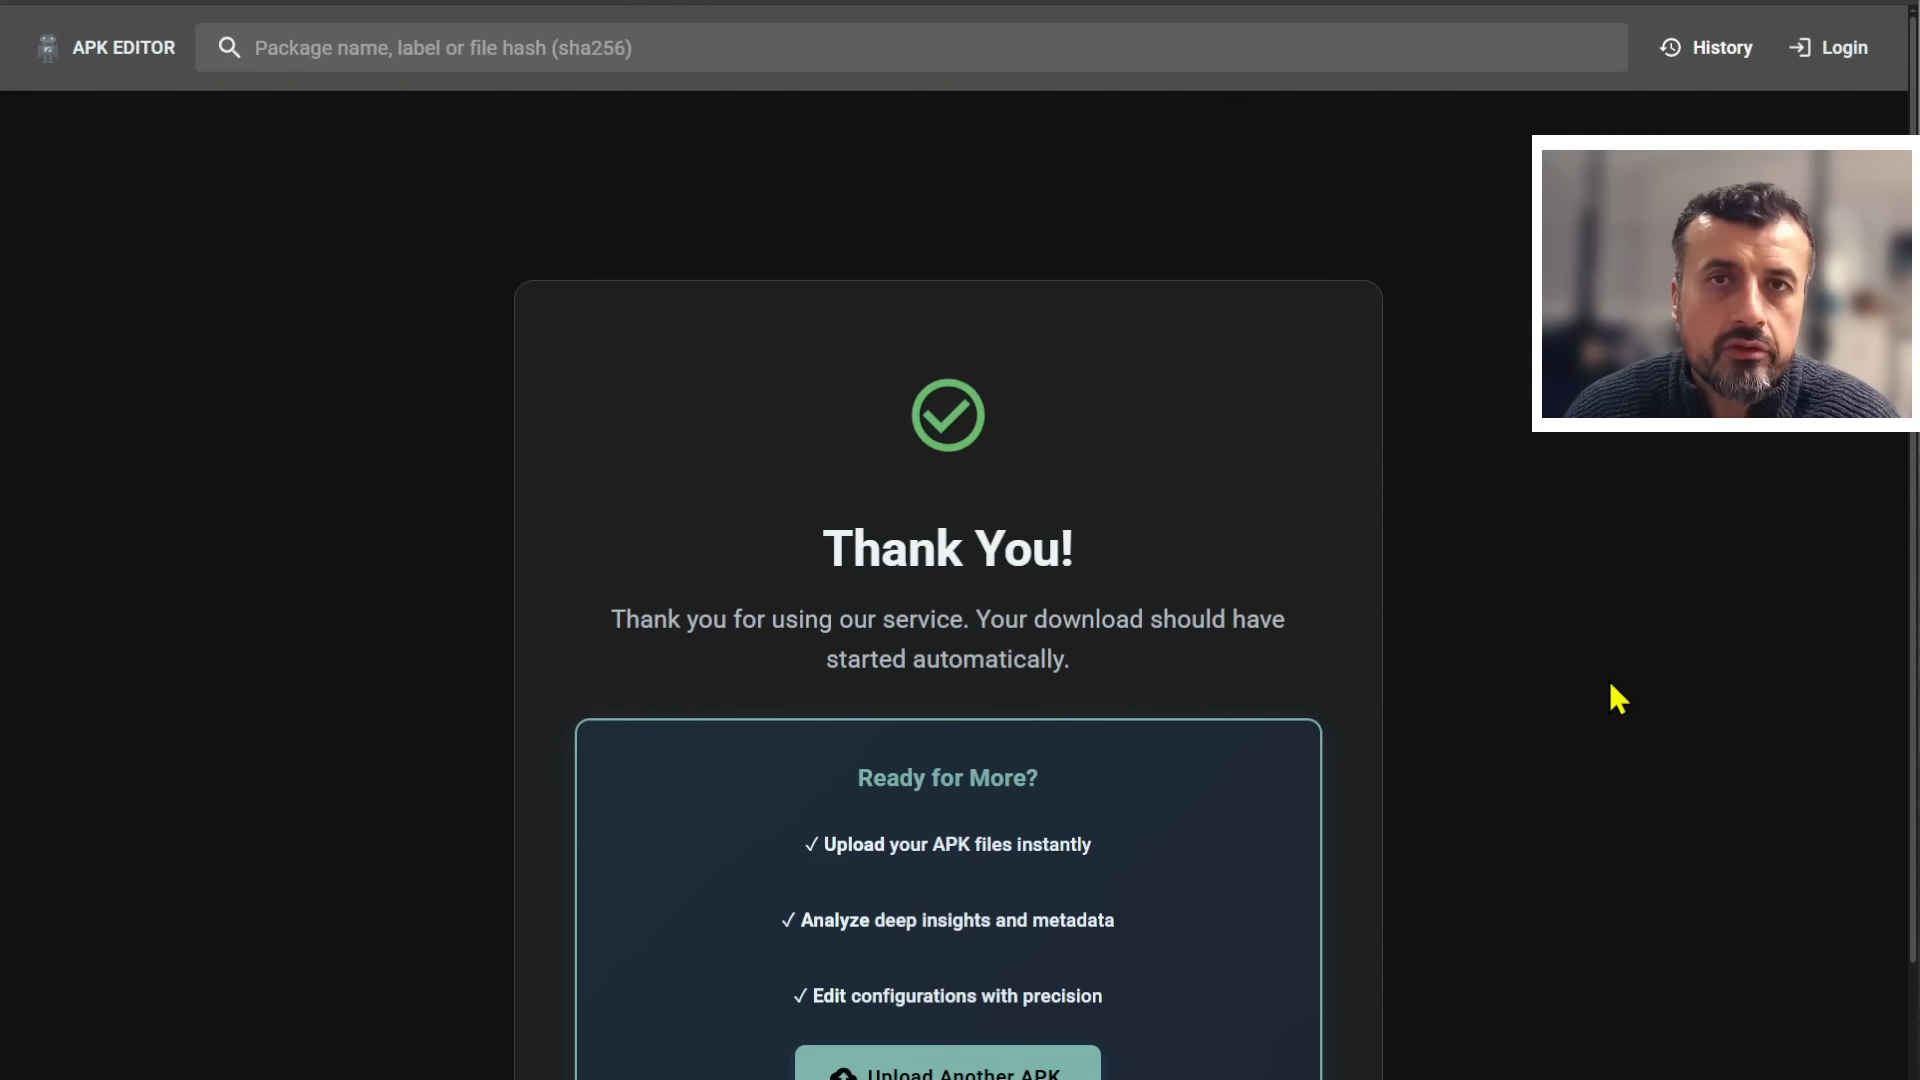 APK EDITOR
Package name, label or file hash (sha256)
History
Login
Thank You!
Thank you for using our service. Your download should have
started automatically.
Ready for More?
✓ Upload your APK files instantly
✓ Analyze deep insights and metadata
✓ Edit configurations with precision
Upload Another APK